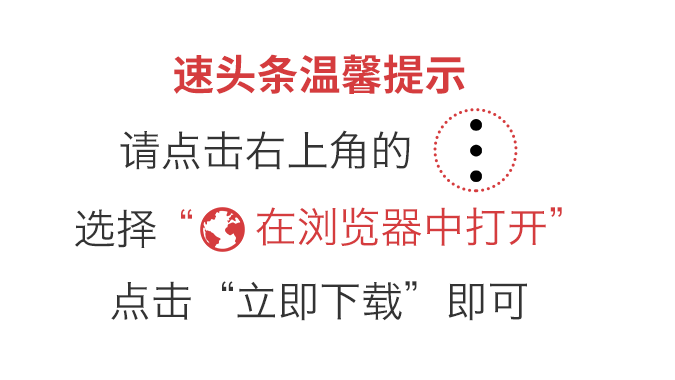 速头条温馨提示
请点击右上角的
选择“在浏览器中打开”
点击“立即下载”即可